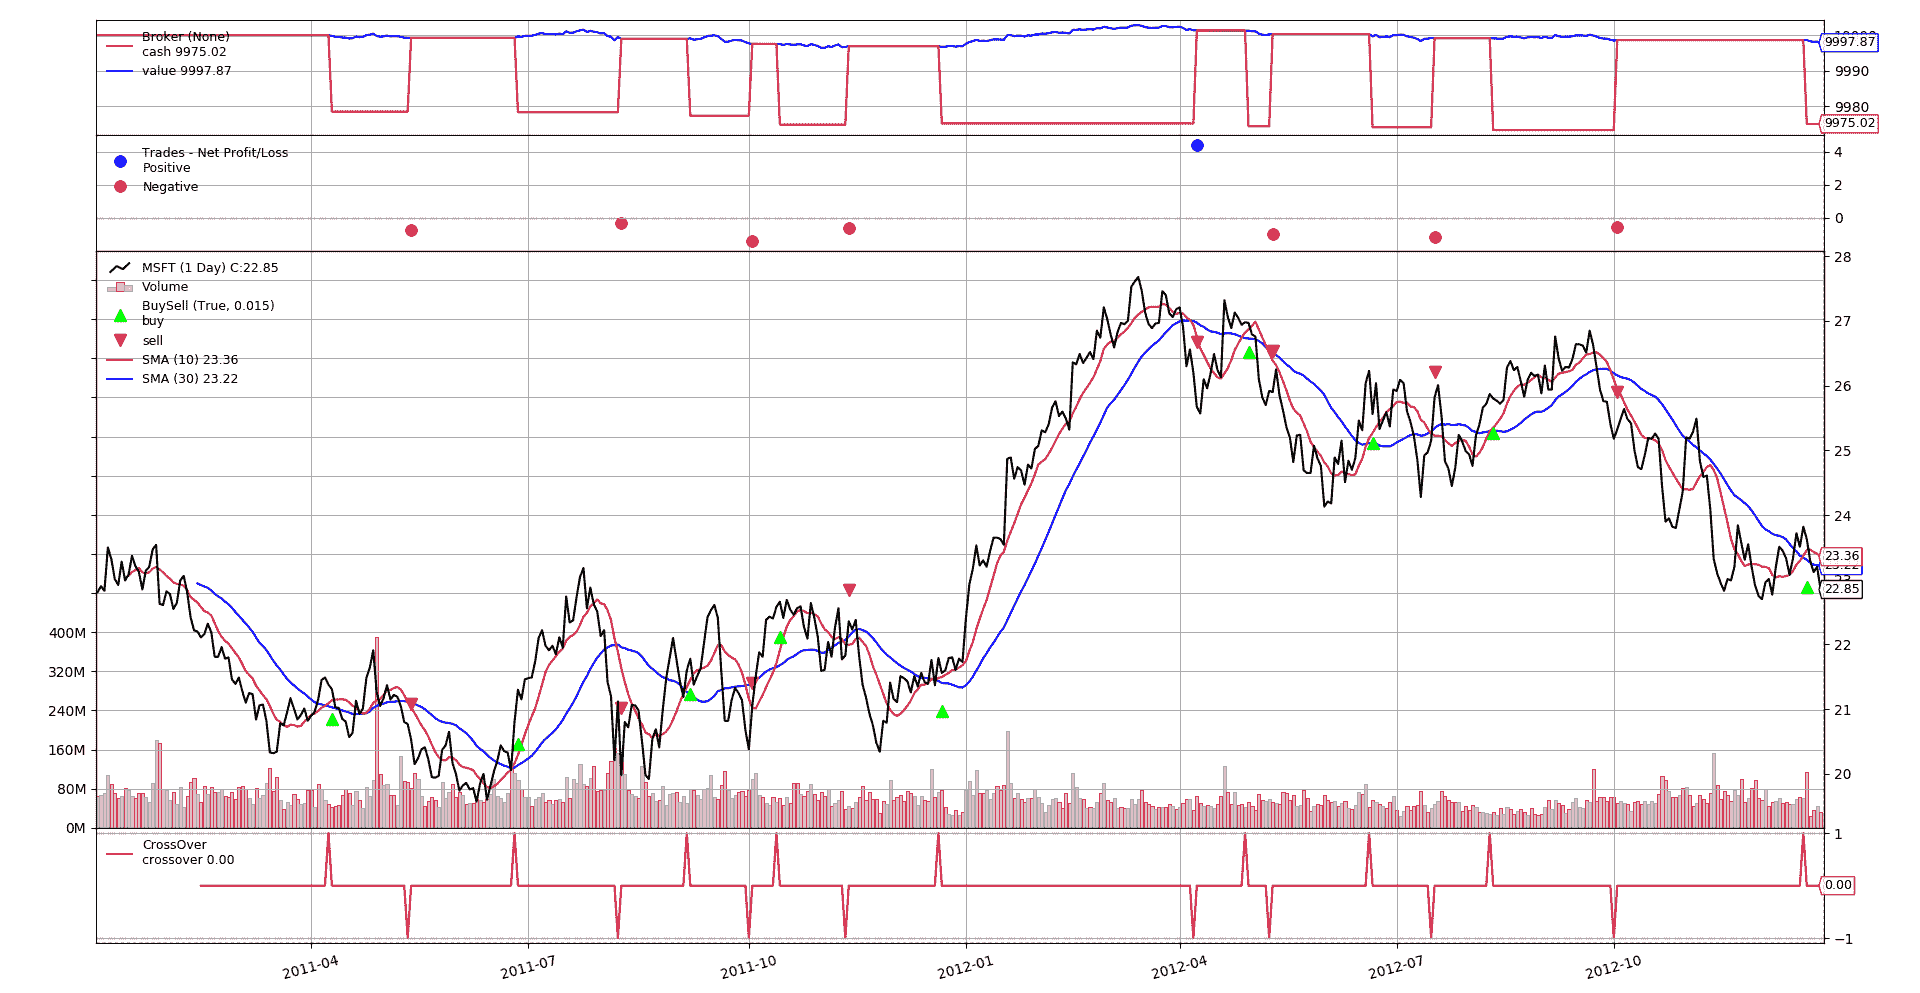 Broker (None)
cash 9975.02
value 9997.87
9997.87
9990
9980
9975.02
Trades - Net Profit/Loss
Positive
Negative
4
2
0
MSFT (1 Day) C:22.85
Volume
BuySell (True, 0.015)
buy
sell
SMA (10) 23.36
SMA (30) 23.22
28
27
26
25
24
23.36
23.22
22.85
22
21
20
400M
320M
240M
160M
80M
0M
CrossOver
crossover 0.00
1
0.00
−1
2011-04
2011-07
2011-10
2012-01
2012-04
2012-07
2012-10